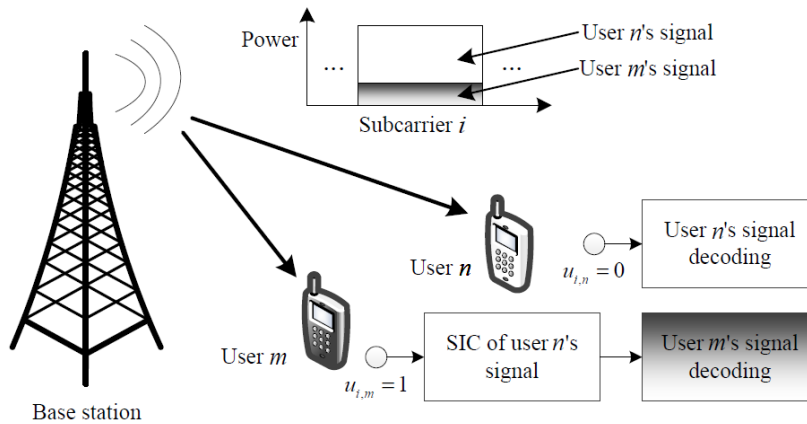 Power
User n's signal
User m's signal
... ...
Subcarrier i
User n
u_{i,n} = 0
User n's signal
decoding
User m
u_{i,m} = 1
SIC of user n's
signal
User m's signal
decoding
Base station